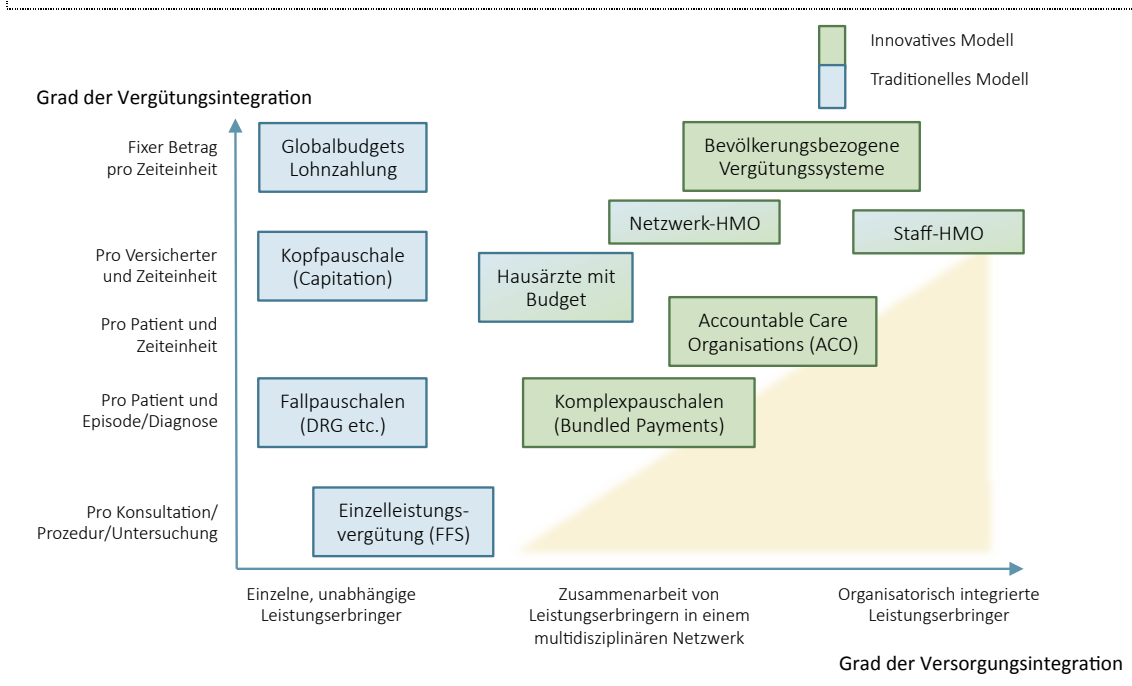 Innovatives Modell
Traditionelles Modell
Grad der Vergütungsintegration
Fixer Betrag
pro Zeiteinheit
Globalbudgets
Lohnzahlung
Bevölkerungsbezogene
Vergütungssysteme
Netzwerk-HMO
Staff-HMO
Pro Versicherter
und Zeiteinheit
Kopfpauschale
(Capitation)
Hausärzte mit
Budget
Pro Patient und
Zeiteinheit
Accountable Care
Organisations (ACO)
Pro Patient und
Episode/Diagnose
Fallpauschalen
(DRG etc.)
Komplexpauschalen
(Bundled Payments)
Pro Konsultation/
Prozedur/Untersuchung
Einzelleistungs-
vergütung (FFS)
Einzelne, unabhängige
Leistungserbringer
Zusammenarbeit von
Leistungserbringern in einem
multidisziplinären Netzwerk
Organisatorisch integrierte
Leistungserbringer
Grad der Versorgungsintegration